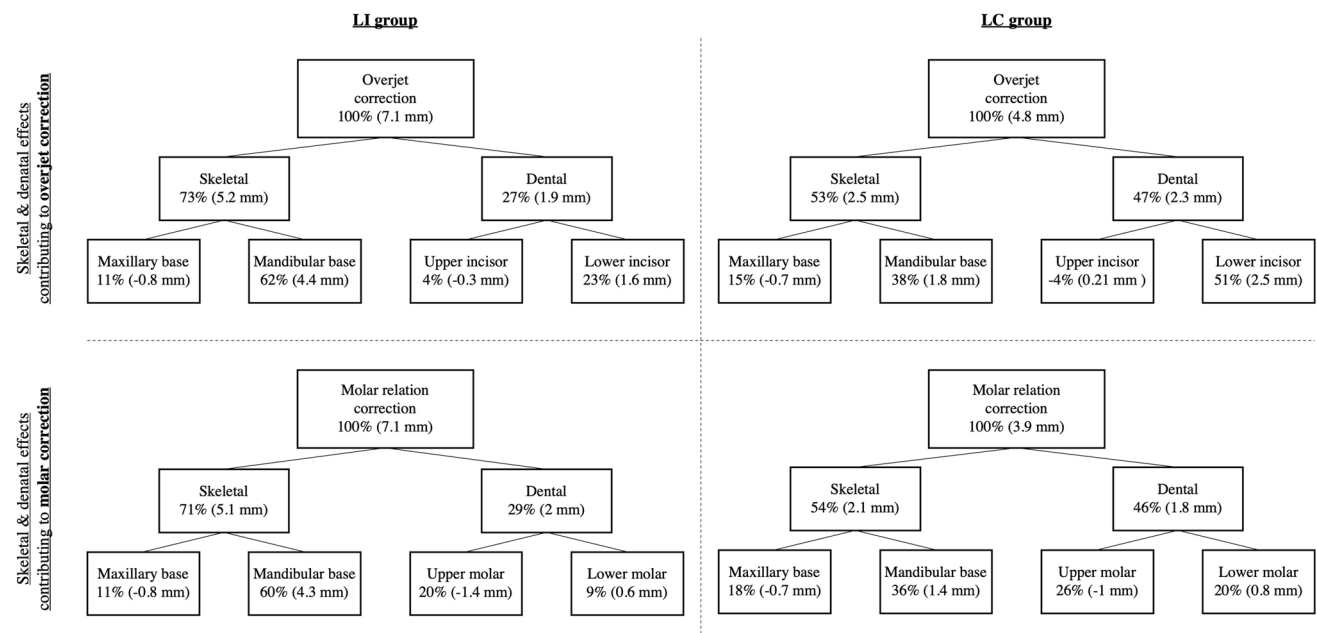 LI group
LC group
Skeletal & denatal effects
contributing to overjet correction
Overjet
correction
100% (7.1 mm)
Skeletal
73% (5.2 mm)
Dental
27% (1.9 mm)
Maxillary base
11% (-0.8 mm)
Mandibular base
62% (4.4 mm)
Upper incisor
4% (-0.3 mm)
Lower incisor
23% (1.6 mm)
Overjet
correction
100% (4.8 mm)
Skeletal
53% (2.5 mm)
Dental
47% (2.3 mm)
Maxillary base
15% (-0.7 mm)
Mandibular base
38% (1.8 mm)
Upper incisor
-4% (0.21 mm )
Lower incisor
51% (2.5 mm)
Skeletal & denatal effects
contributing to molar correction
Molar relation
correction
100% (7.1 mm)
Skeletal
71% (5.1 mm)
Dental
29% (2 mm)
Maxillary base
11% (-0.8 mm)
Mandibular base
60% (4.3 mm)
Upper molar
20% (-1.4 mm)
Lower molar
9% (0.6 mm)
Molar relation
correction
100% (3.9 mm)
Skeletal
54% (2.1 mm)
Dental
46% (1.8 mm)
Maxillary base
18% (-0.7 mm)
Mandibular base
36% (1.4 mm)
Upper molar
26% (-1 mm)
Lower molar
20% (0.8 mm)